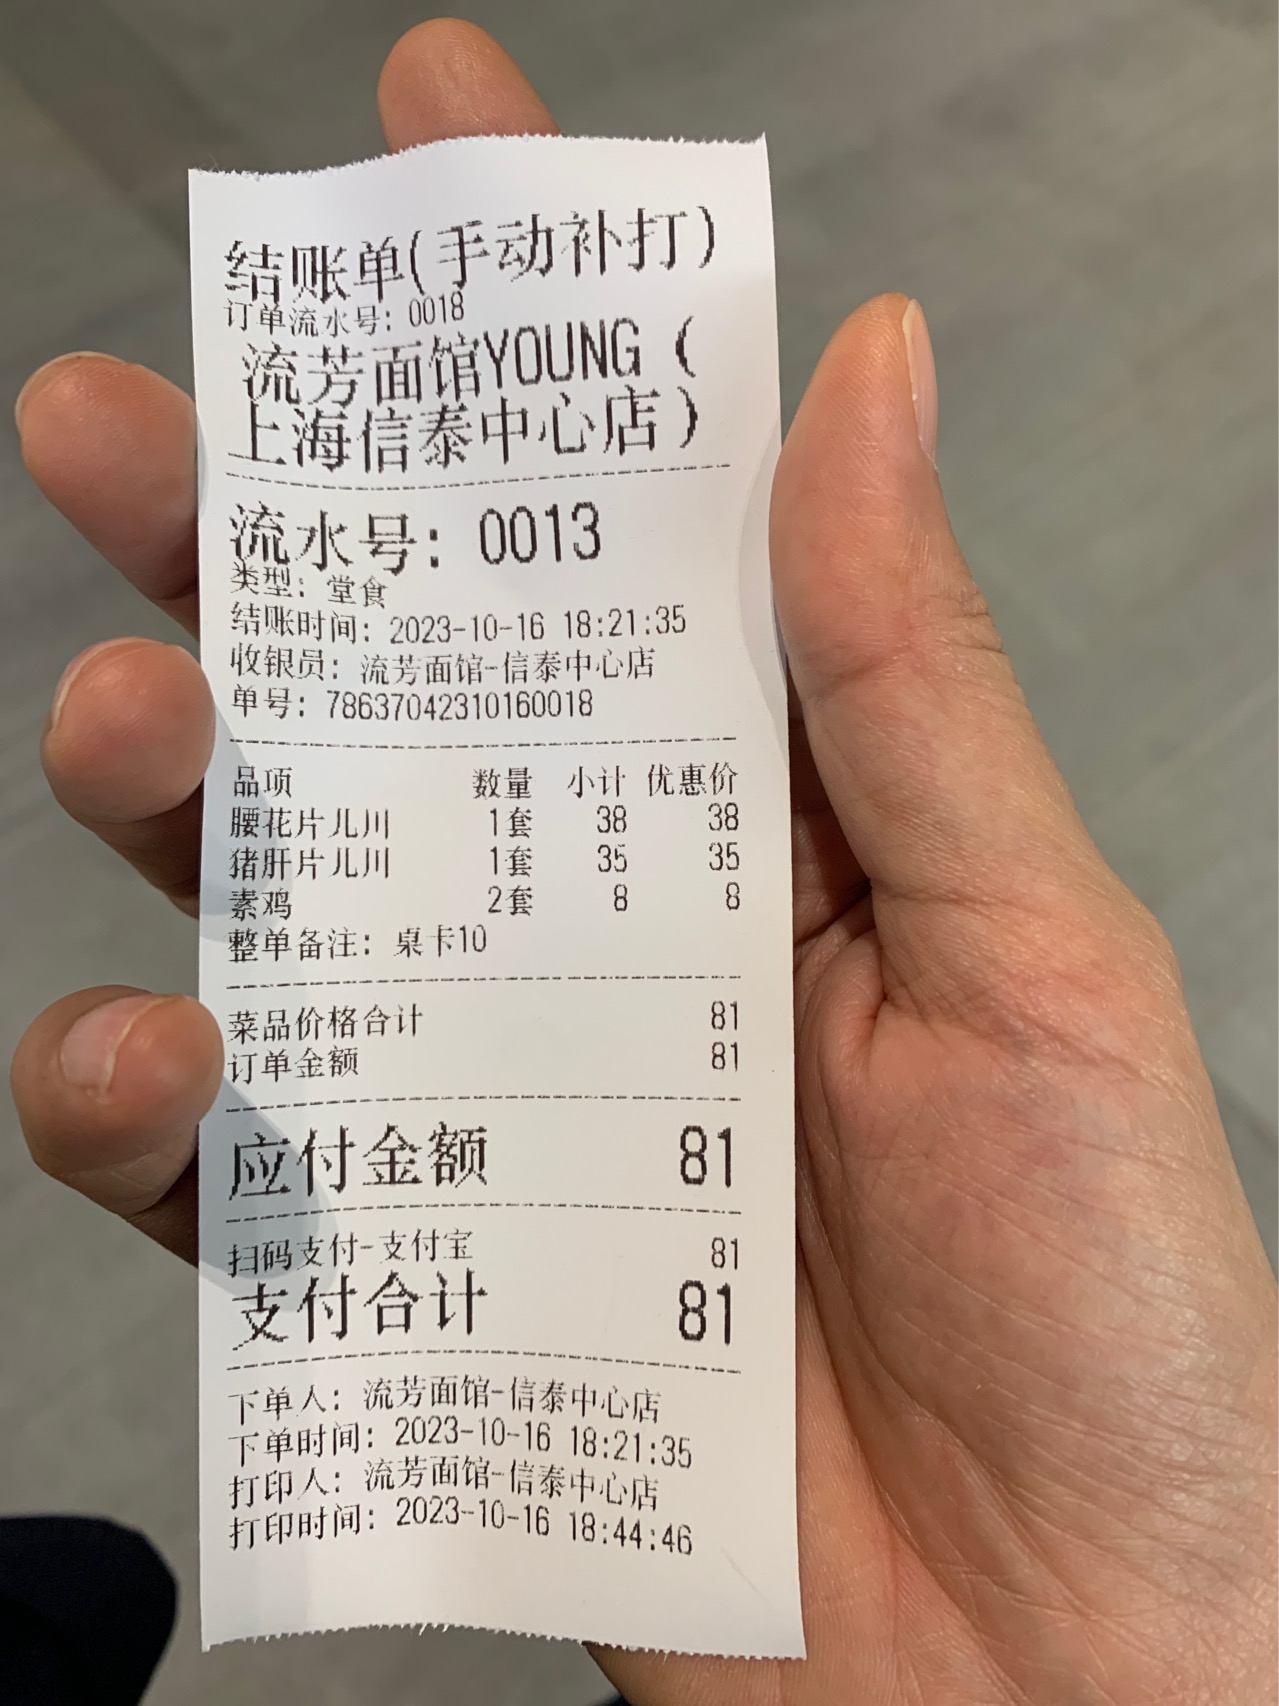 结账单(手动补打)
订单流水号: 0018
流芳面馆YOUNG (
上海信泰中心店)
流水号: 0013
类型: 堂食
结账时间: 2023-10-16 18:21:35
收银员: 流芳面馆-信泰中心店
单号: 78637042310160018
品项 数量 小计 优惠价
腰花片儿川 1套 38 38
猪肝片儿川 1套 35 35
素鸡 2套 8 8
整单备注: 桌卡10
菜品价格合计 81
订单金额 81
应付金额 81
扫码支付-支付宝 81
支付合计 81
下单人: 流芳面馆-信泰中心店
下单时间: 2023-10-16 18:21:35
打印人: 流芳面馆-信泰中心店
打印时间: 2023-10-16 18:44:46